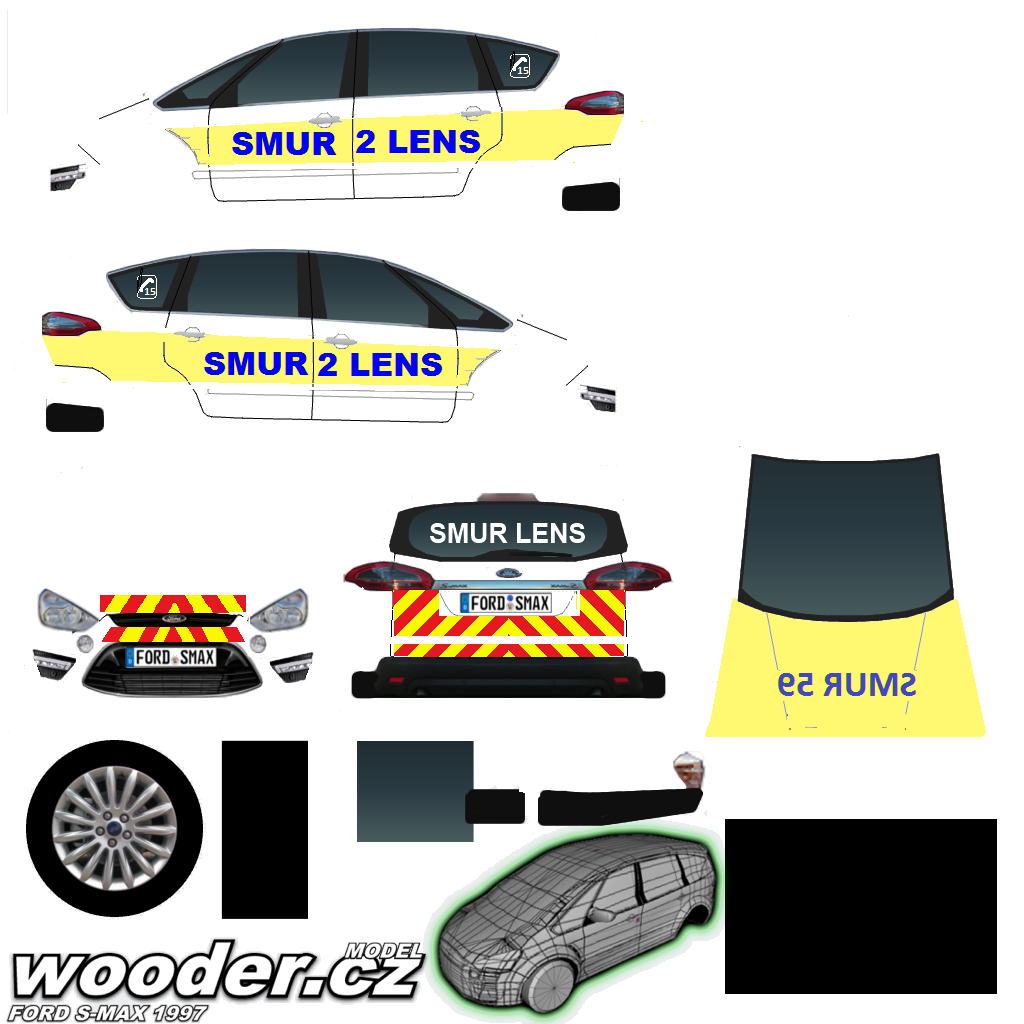 15
SMUR 2 LENS
15
SMUR 2 LENS
SMUR LENS
FORD SMAX
FORD SMAX
SMUR 59
MODEL
wooder.cz
FORD S-MAX 1997